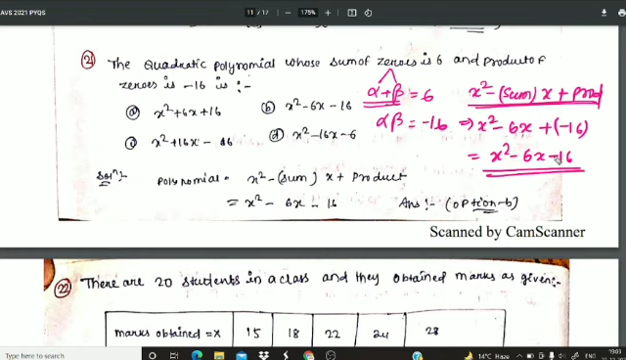 AVS 2021 PYQS
11 / 17
175%
(21) The Quadratic Polynomial whose sum of zeroes is 6 and product of
zeroes is -16 is :-
(a) x²+6x+16 (b) x²-6x-16
(c) x²+16x - 16 (d) x²-16x-6
α+β = 6
αβ = -16
x²-(sum)x + prod
⇒ x²-6x+(-16)
= x²-6x-16
Solⁿ:- Polynomial = x²-(sum) x + product
= x² - 6x - 16 Ans :- (option-b)
Scanned by CamScanner
(22) There are 20 students in a class and they obtained marks as given:-
marks obtained = x 15 18 22 24 28
Type here to search
14°C Haze
ENG
19:03